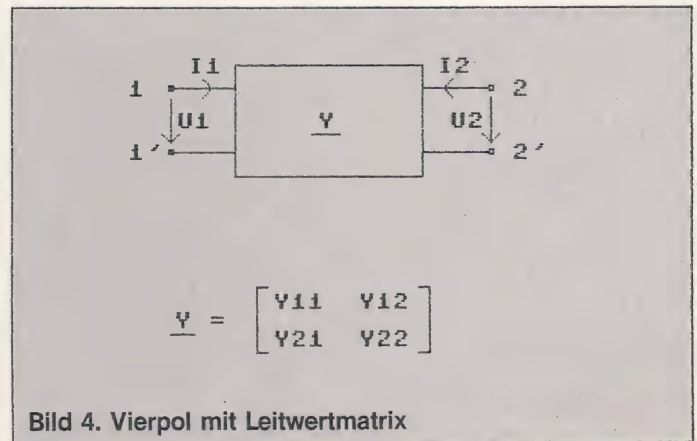 I1 I2
1 2
U1 Y U2
1' 2'
Y = [ Y11 Y12
Y21 Y22 ]
Bild 4. Vierpol mit Leitwertmatrix